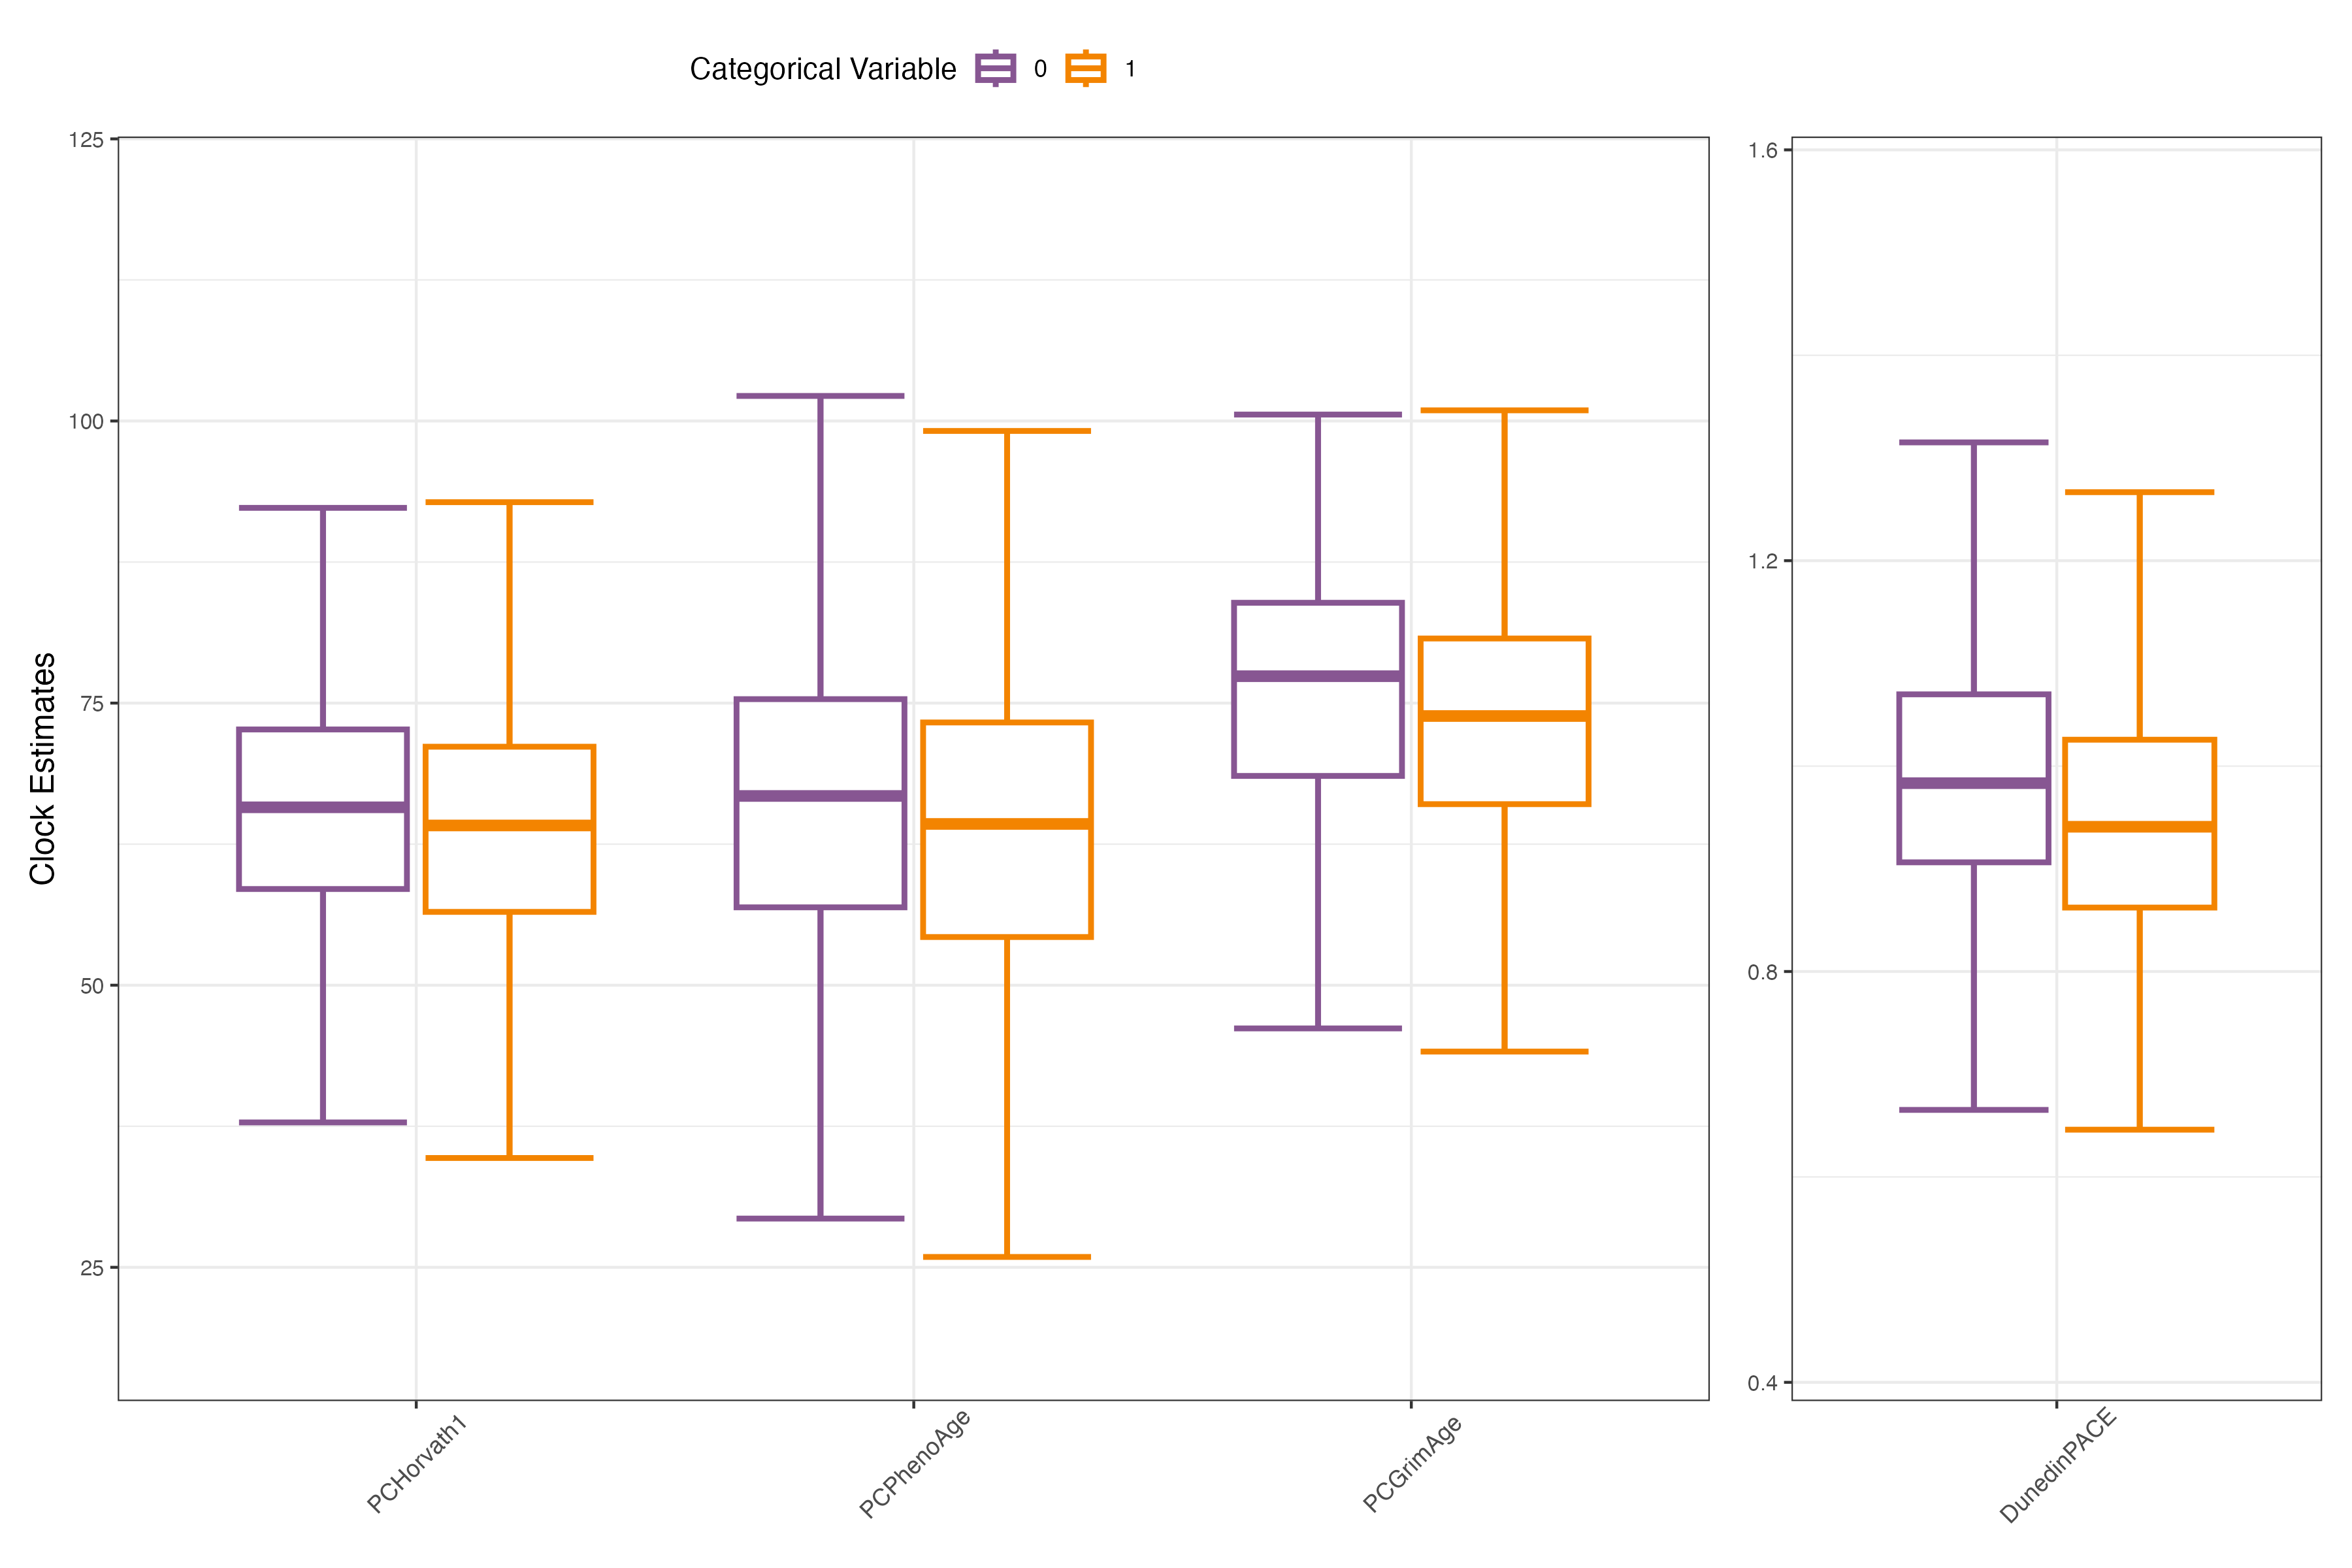 Categorical Variable 0 1
Clock Estimates
125
100
75
50
25
PCHorvath1
PCPhenoAge
PCGrimAge
1.6
1.2
0.8
0.4
DunedinPACE